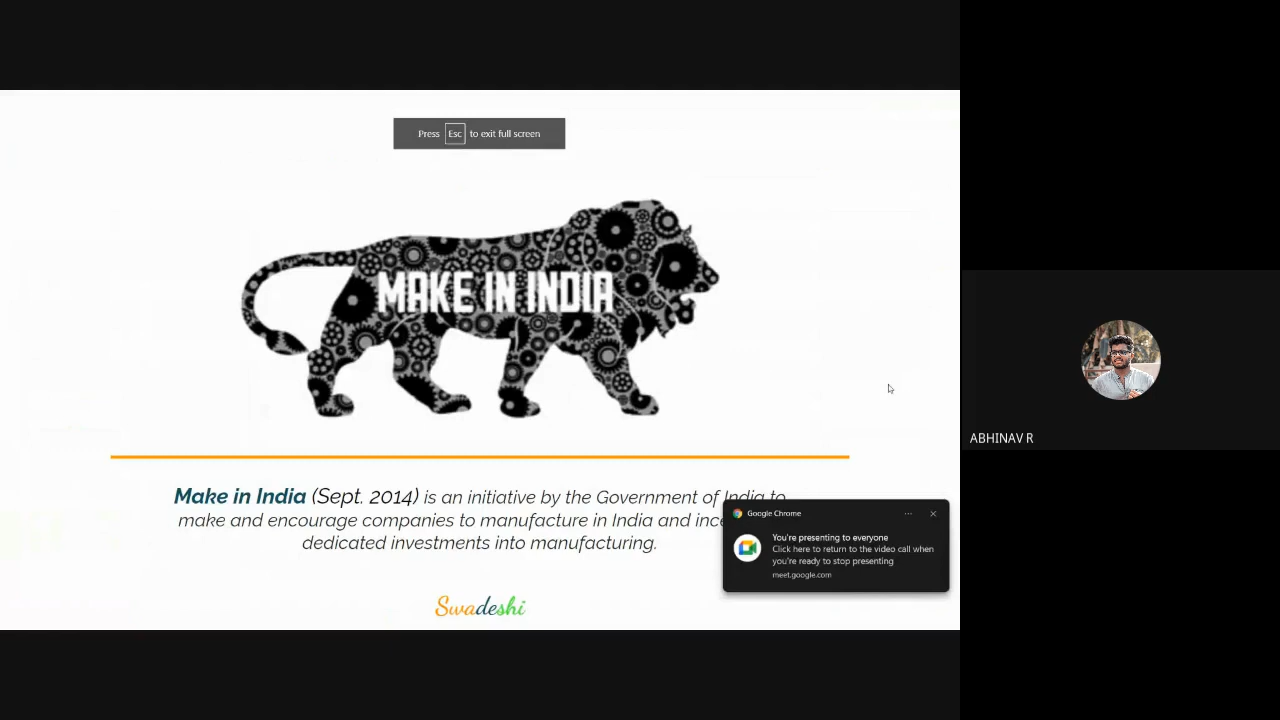 Press Esc to exit full screen
MAKE IN INDIA
Make in India (Sept. 2014) is an initiative by the Government of India to
make and encourage companies to manufacture in India and
dedicated investments into manufacturing.
Swadeshi
Google Chrome
You're presenting to everyone
Click here to return to the video call when
you're ready to stop presenting
meet.google.com
ABHINAV R